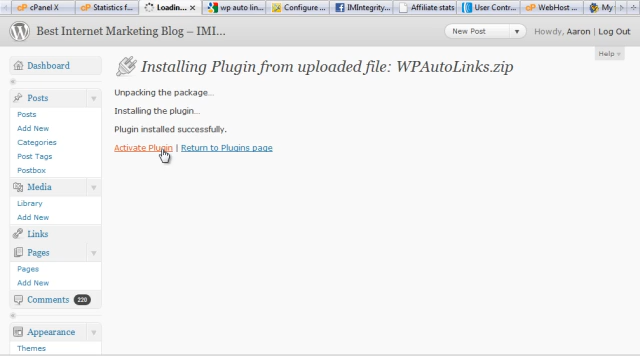 cPanel X
Statistics f...
Loadin...
wp auto lin...
Configure ...
IMIntegrity...
Affiliate stats
User Contr...
WebHost ...
My
Best Internet Marketing Blog – IMI...
New Post
Howdy, Aaron | Log Out
Help
Dashboard
Installing Plugin from uploaded file: WPAutoLinks.zip
Unpacking the package...
Installing the plugin...
Plugin installed successfully.
Activate Plugin | Return to Plugins page
Posts
Posts
Add New
Categories
Post Tags
Postbox
Media
Library
Add New
Links
Pages
Pages
Add New
Comments 220
Appearance
Themes